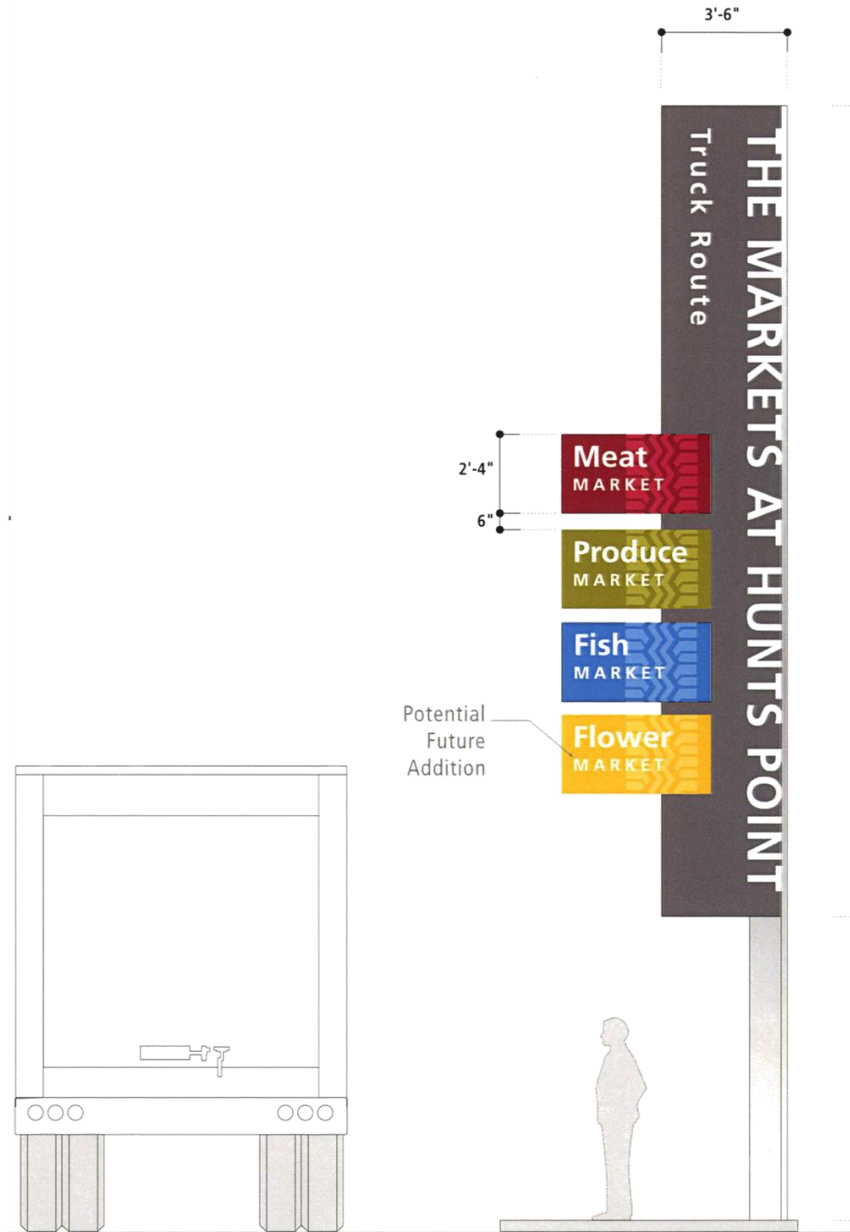 3'-6"
THE MARKETS AT HUNTS POINT
Truck Route
2'-4"
6"
Meat
MARKET
Produce
MARKET
Fish
MARKET
Flower
MARKET
Potential
Future
Addition